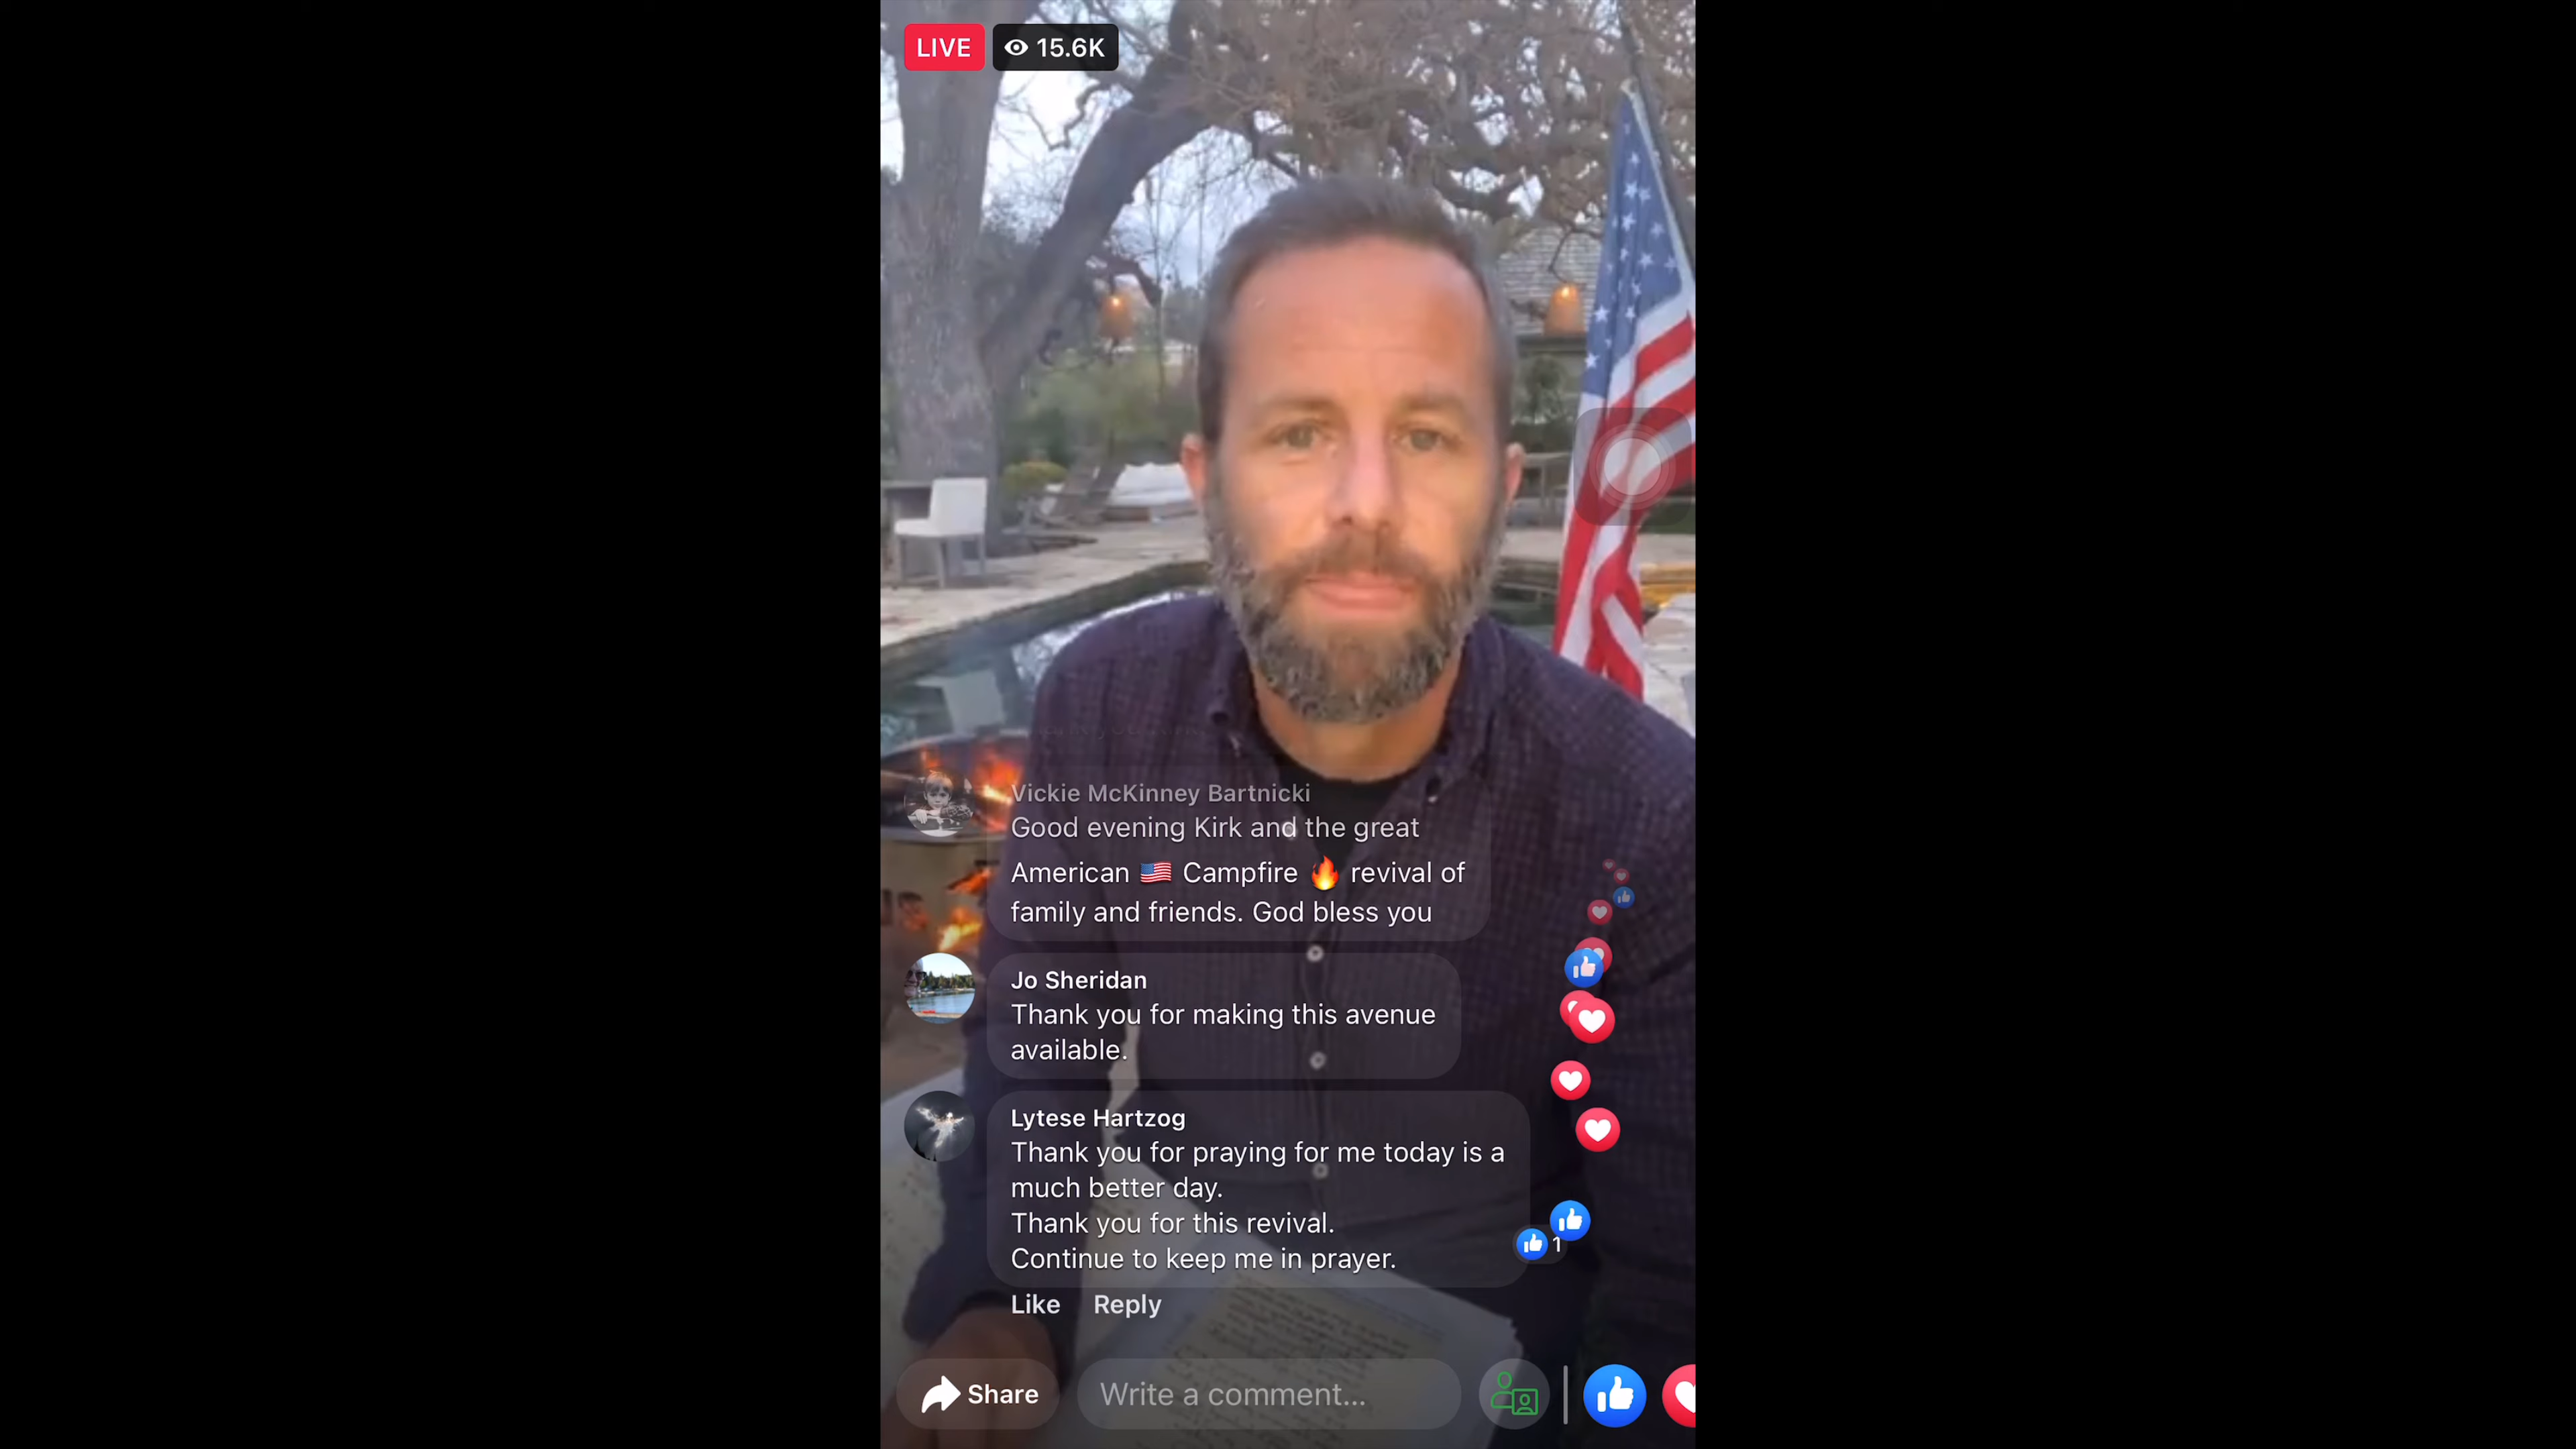 LIVE 15.6K
Vickie McKinney Bartnicki
Good evening Kirk and the great
American 🇺🇸 Campfire 🔥 revival of
family and friends. God bless you
Jo Sheridan
Thank you for making this avenue
available.
Lytese Hartzog
Thank you for praying for me today is a
much better day.
Thank you for this revival.
Continue to keep me in prayer.
1
Like Reply
Share Write a comment...